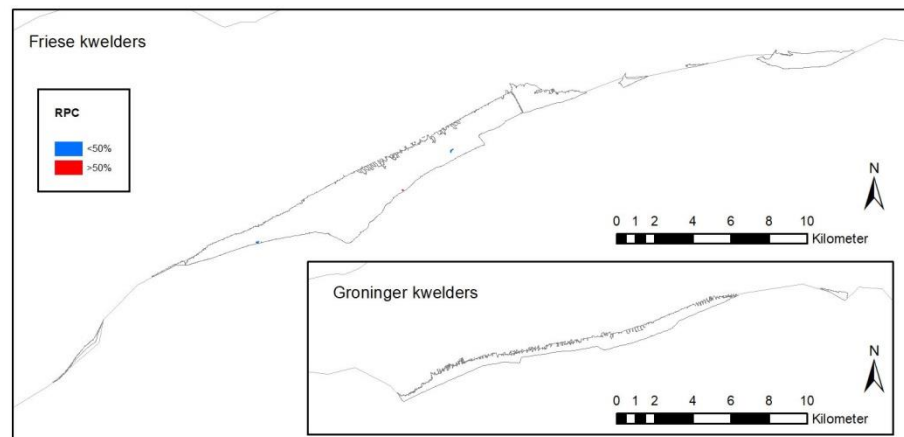 Friese kwelders
RPC
<50%
>50%
N
0 1 2 4 6 8 10
Kilometer
Groninger kwelders
N
0 1 2 4 6 8 10
Kilometer